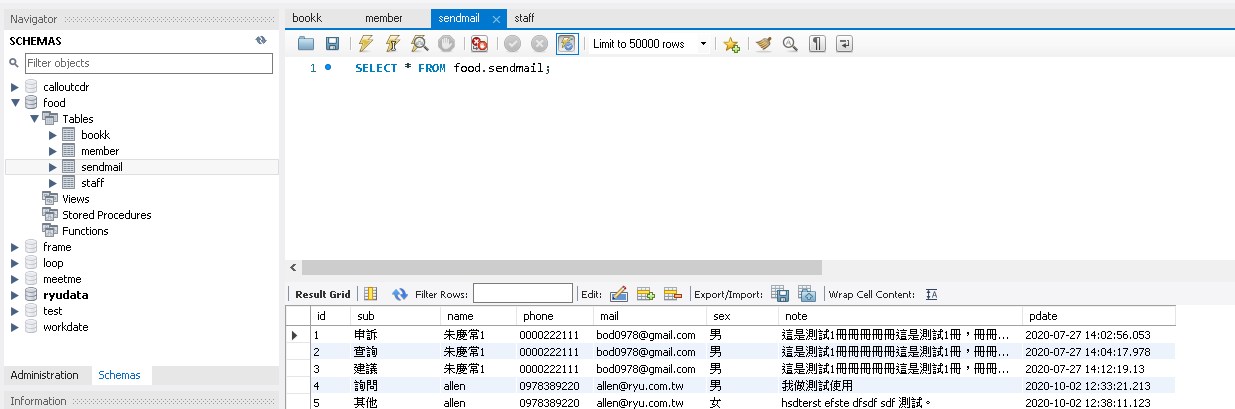 Navigator
SCHEMAS
Filter objects
calloutcdr
food
Tables
bookk
member
sendmail
staff
Views
Stored Procedures
Functions
frame
loop
meetme
ryudata
test
workdate
Administration Schemas
Information
bookk member sendmail × staff
Limit to 50000 rows
1 SELECT * FROM food.sendmail;
Result Grid Filter Rows: Edit: Export/Import: Wrap Cell Content: IA
id sub name phone mail sex note pdate
1 申訴 朱慶常1 0000222111 bod0978@gmail.com 男 這是測試1冊冊冊冊冊這是測試1冊，冊冊... 2020-07-27 14:02:56.053
2 查詢 朱慶常1 0000222111 bod0978@gmail.com 男 這是測試1冊冊冊冊冊這是測試1冊，冊冊... 2020-07-27 14:04:17.978
3 建議 朱慶常1 0000222111 bod0978@gmail.com 男 這是測試1冊冊冊冊冊這是測試1冊，冊冊... 2020-07-27 14:12:19.13
4 詢問 allen 0978389220 allen@ryu.com.tw 男 我做測試使用 2020-10-02 12:33:21.213
5 其他 allen 0978389220 allen@ryu.com.tw 女 hsdterst efste dfsdf sdf 測試。 2020-10-02 12:38:11.123